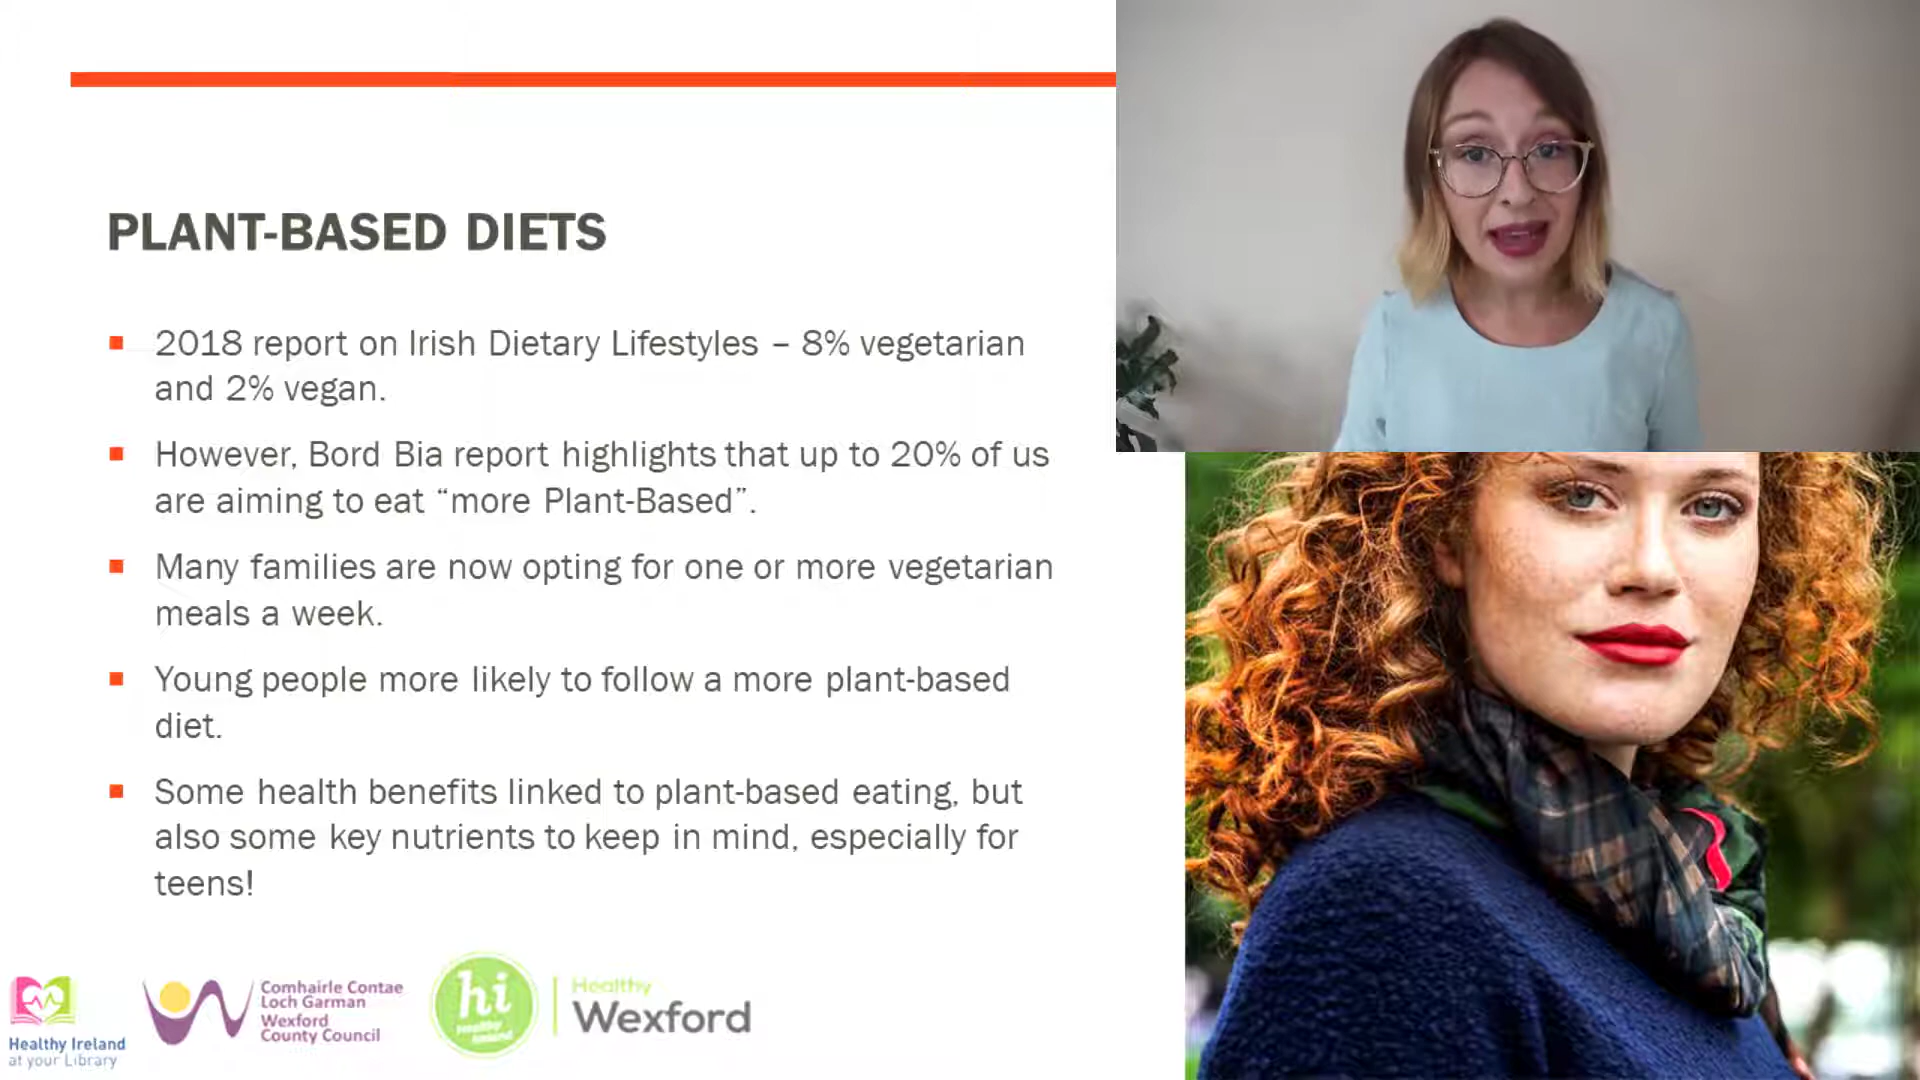 PLANT-BASED DIETS
2018 report on Irish Dietary Lifestyles – 8% vegetarian
and 2% vegan.
However, Bord Bia report highlights that up to 20% of us
are aiming to eat “more Plant-Based”.
Many families are now opting for one or more vegetarian
meals a week.
Young people more likely to follow a more plant-based
diet.
Some health benefits linked to plant-based eating, but
also some key nutrients to keep in mind, especially for
teens!
Healthy Ireland
at your Library
Comhairle Contae
Loch Garman
Wexford
County Council
hi
Healthy
Ireland
Healthy
Wexford